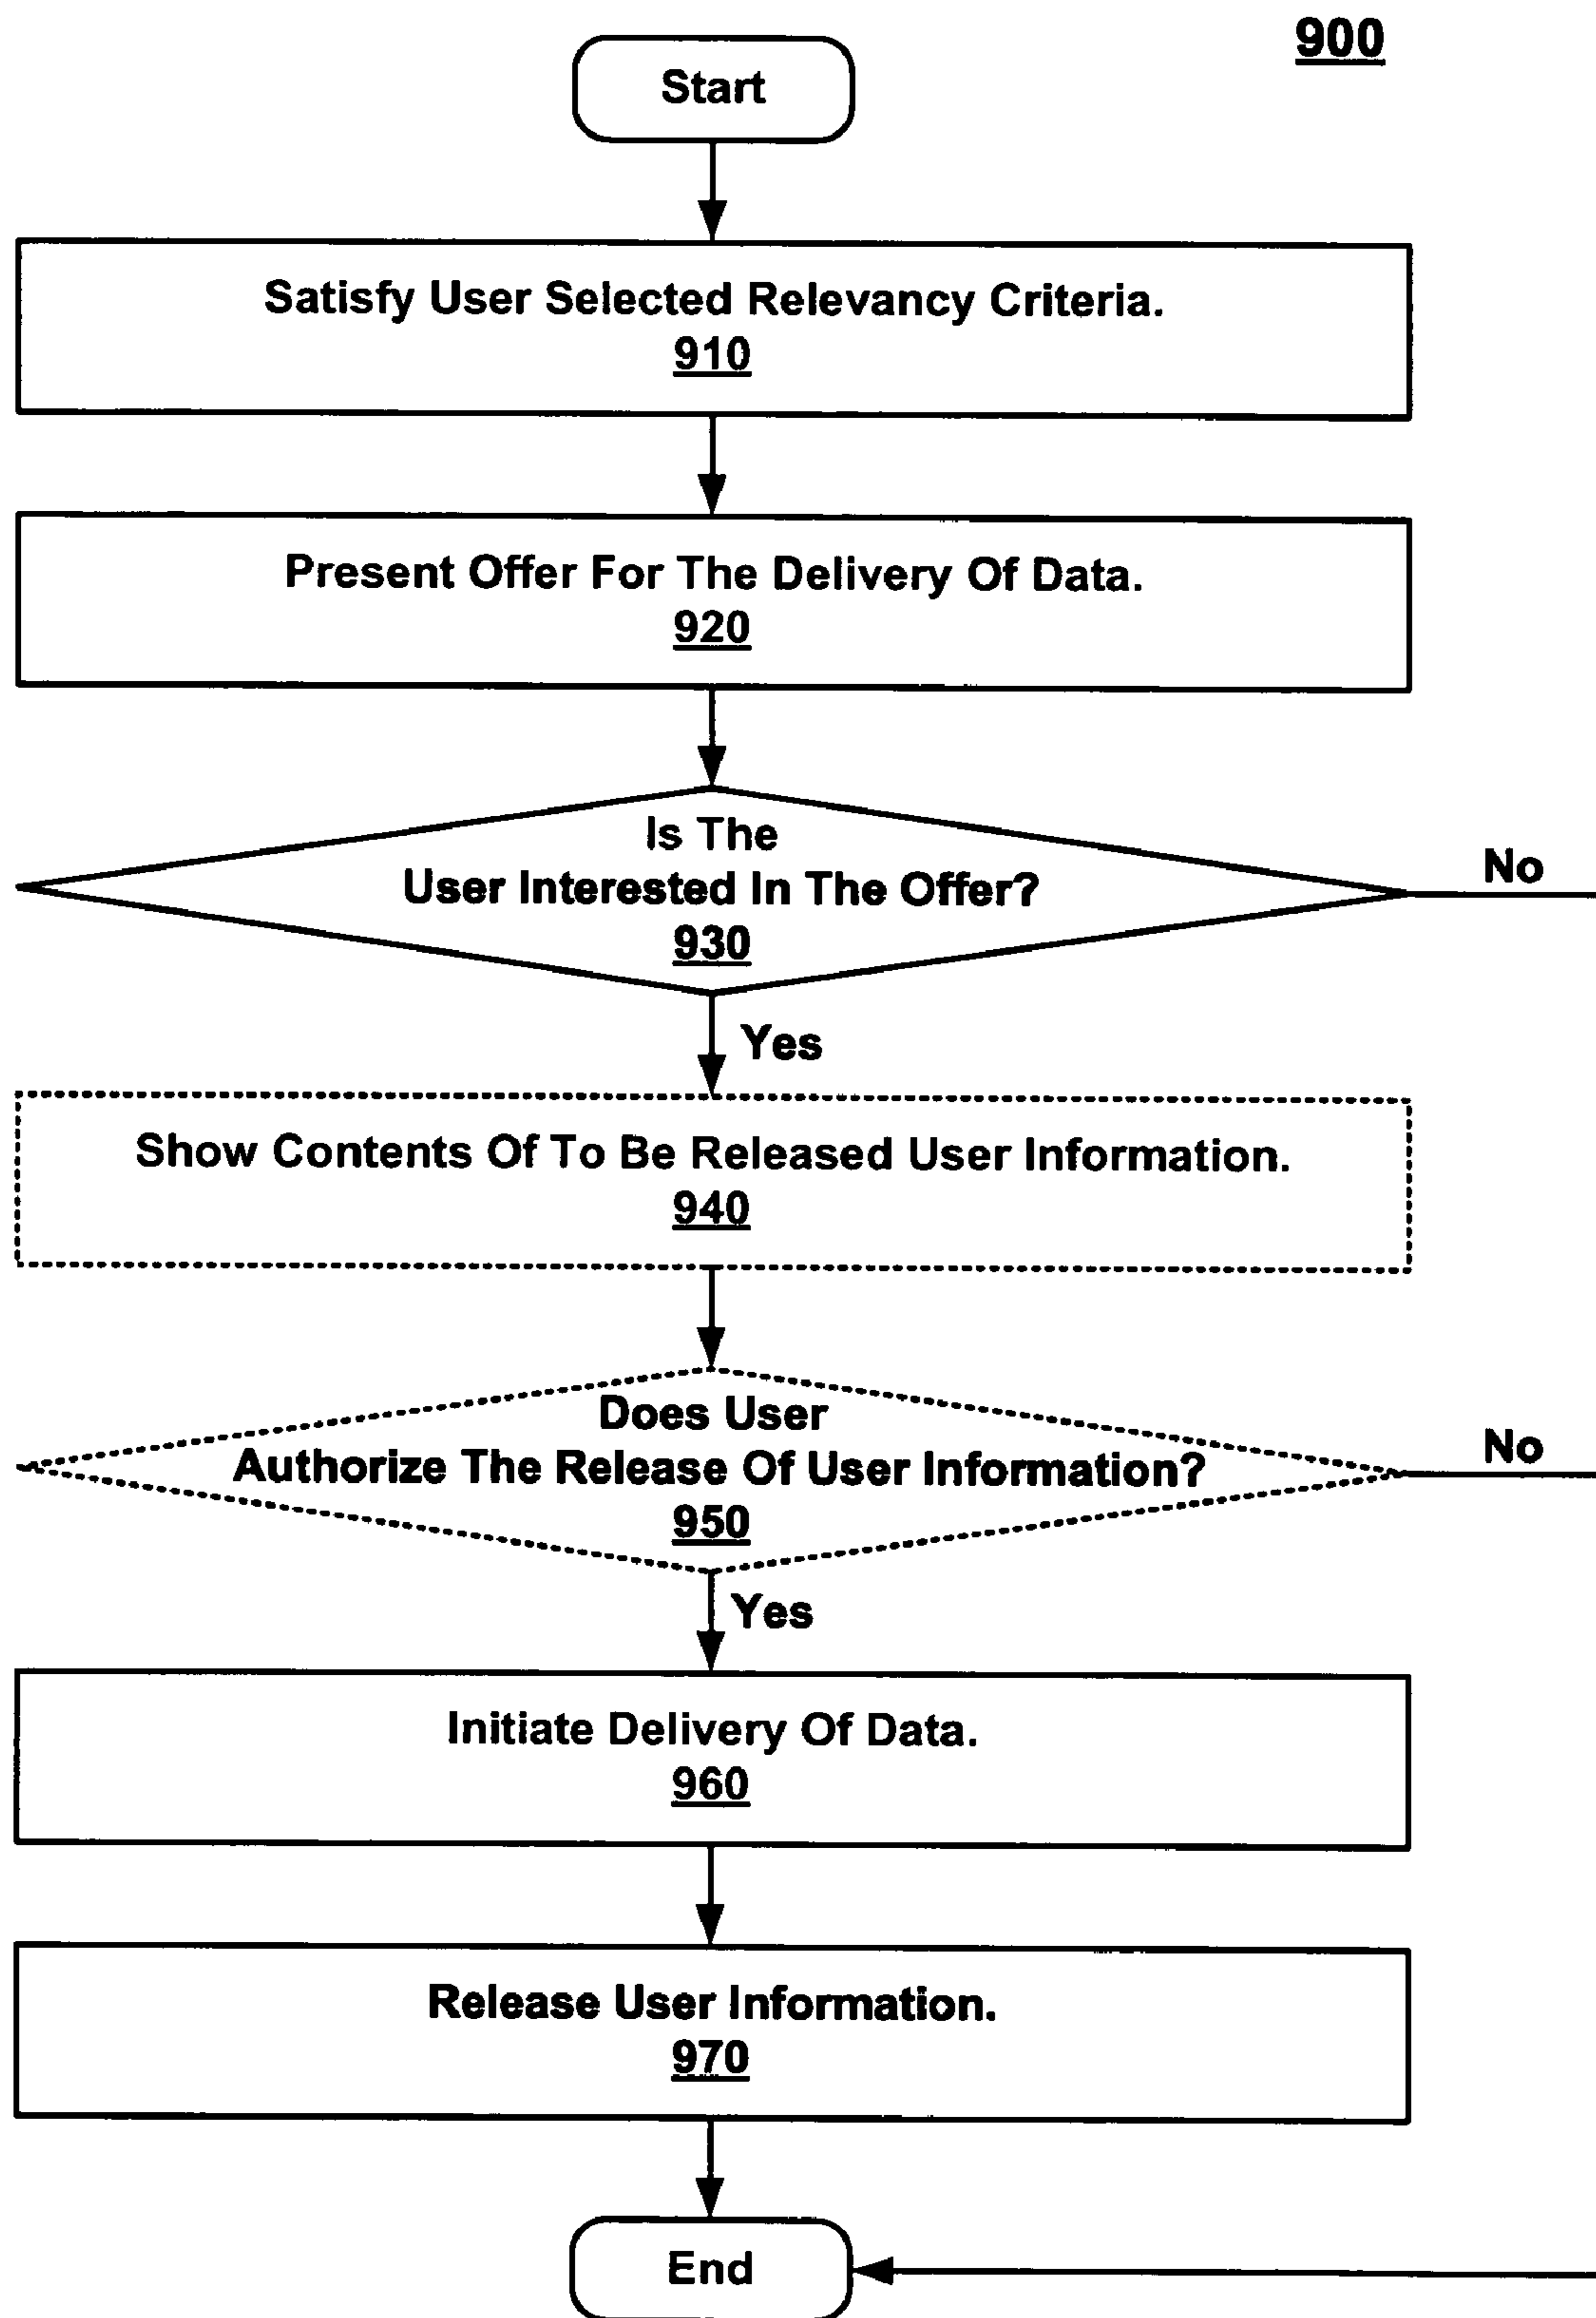 900
Start
Satisfy User Selected Relevancy Criteria.
910
Present Offer For The Delivery Of Data.
920
Is The
User Interested In The Offer?
930
No
Yes
Show Contents Of To Be Released User Information.
940
Does User
Authorize The Release Of User Information?
950
No
Yes
Initiate Delivery Of Data.
960
Release User Information.
970
End